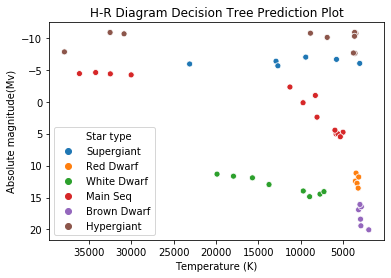 H-R Diagram Decision Tree Prediction Plot
Absolute magnitude(Mv)
−10
−5
0
5
10
15
20
Star type
Supergiant
Red Dwarf
White Dwarf
Main Seq
Brown Dwarf
Hypergiant
35000 30000 25000 20000 15000 10000 5000
Temperature (K)